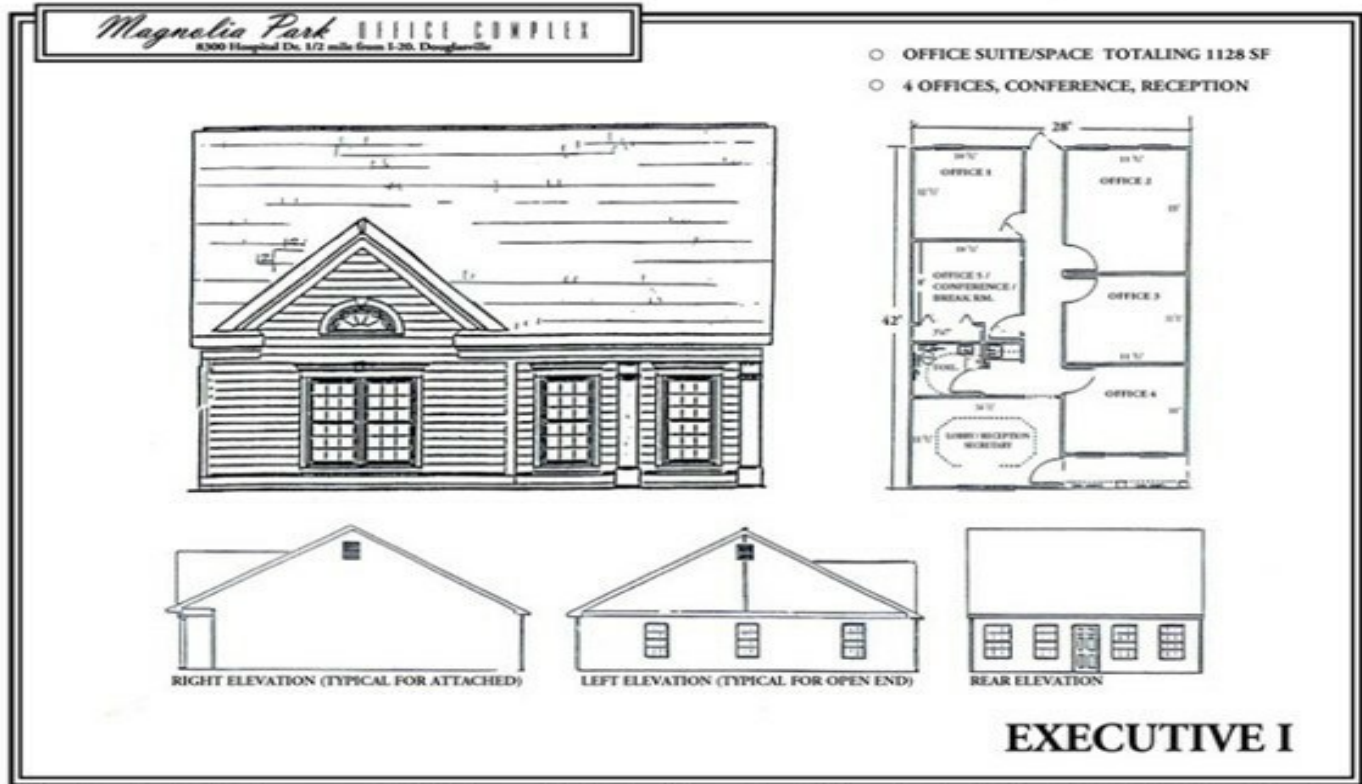 Magnolia Park OFFICE COMPLEX
8300 Hospital Dr. 1/2 mile from I-20. Douglasville
OFFICE SUITE/SPACE TOTALING 1128 SF
4 OFFICES, CONFERENCE, RECEPTION
28'
OFFICE 1
OFFICE 2
OFFICE 5 /
CONFERENCE /
BREAK RM.
OFFICE 3
42'
TOIL.
OFFICE 4
LOBBY / RECEPTION
SECRETARY
RIGHT ELEVATION (TYPICAL FOR ATTACHED)
LEFT ELEVATION (TYPICAL FOR OPEN END)
REAR ELEVATION
EXECUTIVE I